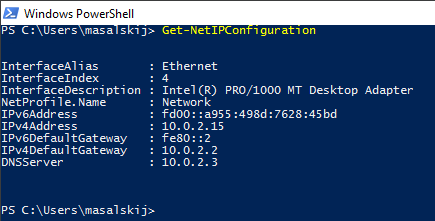 Windows PowerShell
PS C:\Users\masalskij> Get-NetIPConfiguration
InterfaceAlias : Ethernet
InterfaceIndex : 4
InterfaceDescription : Intel(R) PRO/1000 MT Desktop Adapter
NetProfile.Name : Network
IPv6Address : fd00::a955:498d:7628:45bd
IPv4Address : 10.0.2.15
IPv6DefaultGateway : fe80::2
IPv4DefaultGateway : 10.0.2.2
DNSServer : 10.0.2.3
PS C:\Users\masalskij>